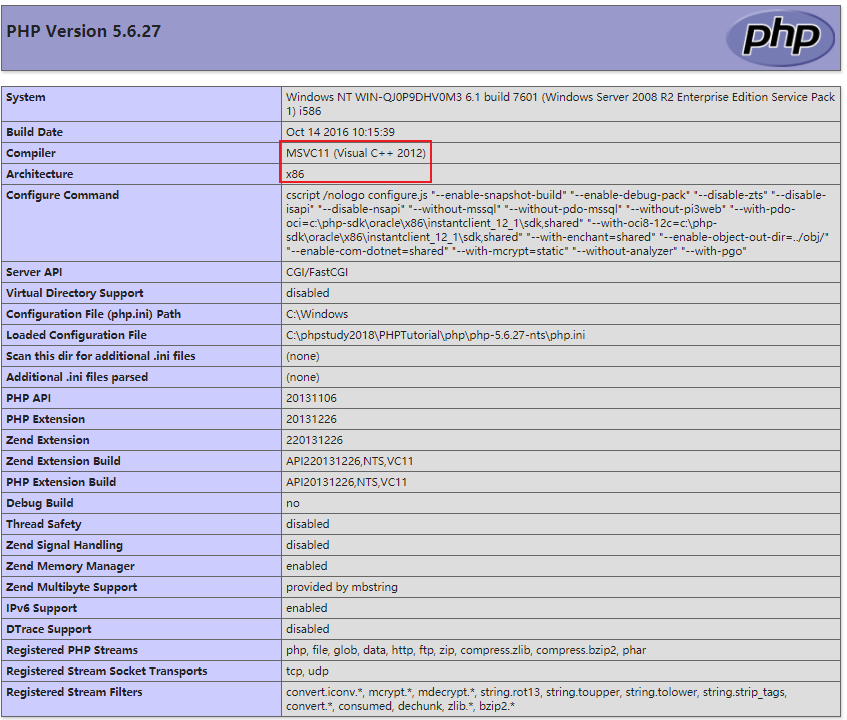 PHP Version 5.6.27
php
System Windows NT WIN-QJ0P9DHV0M3 6.1 build 7601 (Windows Server 2008 R2 Enterprise Edition Service Pack
1) i586
Build Date Oct 14 2016 10:15:39
Compiler MSVC11 (Visual C++ 2012)
Architecture x86
Configure Command cscript /nologo configure.js "--enable-snapshot-build" "--enable-debug-pack" "--disable-zts" "--disable-
isapi" "--disable-nsapi" "--without-mssql" "--without-pdo-mssql" "--without-pi3web" "--with-pdo-
oci=c:\php-sdk\oracle\x86\instantclient_12_1\sdk,shared" "--with-oci8-12c=c:\php-
sdk\oracle\x86\instantclient_12_1\sdk,shared" "--with-enchant=shared" "--enable-object-out-dir=../obj/"
"--enable-com-dotnet=shared" "--with-mcrypt=static" "--without-analyzer" "--with-pgo"
Server API CGI/FastCGI
Virtual Directory Support disabled
Configuration File (php.ini) Path C:\Windows
Loaded Configuration File C:\phpstudy2018\PHPTutorial\php\php-5.6.27-nts\php.ini
Scan this dir for additional .ini files (none)
Additional .ini files parsed (none)
PHP API 20131106
PHP Extension 20131226
Zend Extension 220131226
Zend Extension Build API220131226,NTS,VC11
PHP Extension Build API20131226,NTS,VC11
Debug Build no
Thread Safety disabled
Zend Signal Handling disabled
Zend Memory Manager enabled
Zend Multibyte Support provided by mbstring
IPv6 Support enabled
DTrace Support disabled
Registered PHP Streams php, file, glob, data, http, ftp, zip, compress.zlib, compress.bzip2, phar
Registered Stream Socket Transports tcp, udp
Registered Stream Filters convert.iconv.*, mcrypt.*, mdecrypt.*, string.rot13, string.toupper, string.tolower, string.strip_tags,
convert.*, consumed, dechunk, zlib.*, bzip2.*